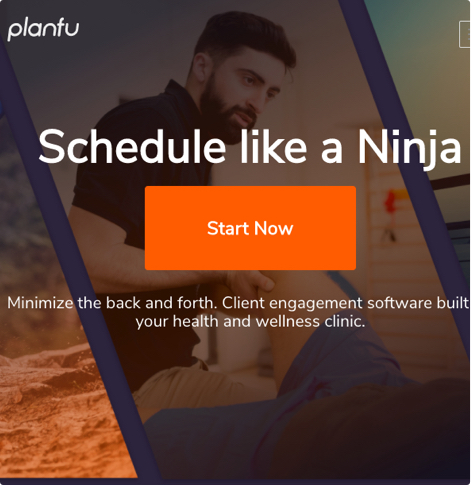 planfu
Schedule like a Ninja
Start Now
Minimize the back and forth. Client engagement software built
your health and wellness clinic.